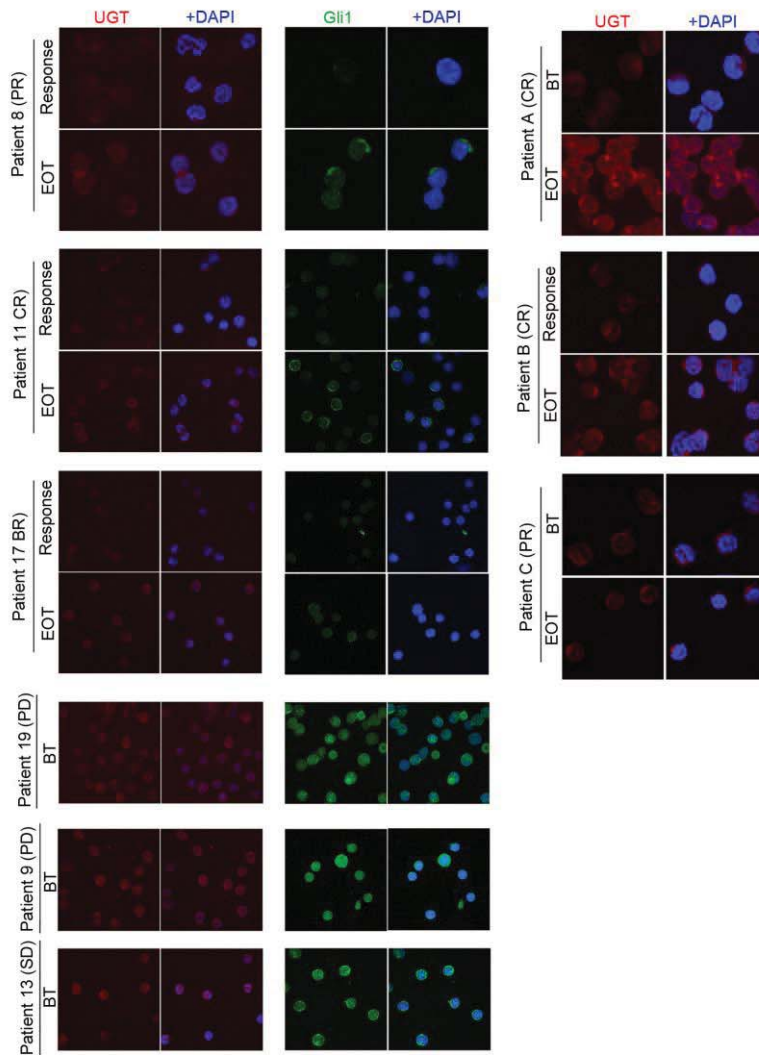 UGT +DAPI Gli1 +DAPI
Patient 8 (PR)
Response
EOT
Patient 11 CR)
Response
EOT
Patient 17 BR)
Response
EOT
Patient 19 (PD)
BT
Patient 9 (PD)
BT
Patient 13 (SD)
BT
UGT +DAPI
Patient A (CR)
BT
EOT
Patient B (CR)
Response
EOT
Patient C (PR)
BT
EOT